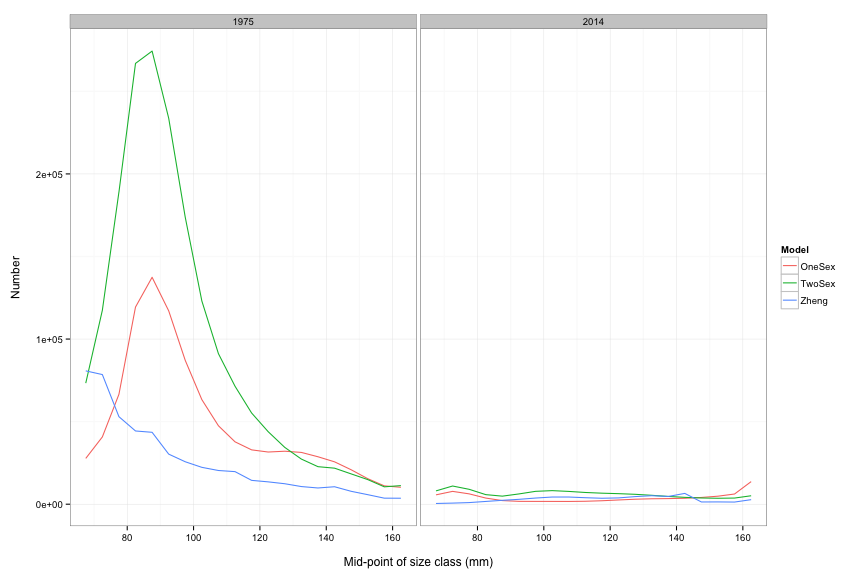 1975
2014
Number
2e+05
1e+05
0e+00
80
100
120
140
160
80
100
120
140
160
Mid-point of size class (mm)
Model
OneSex
TwoSex
Zheng